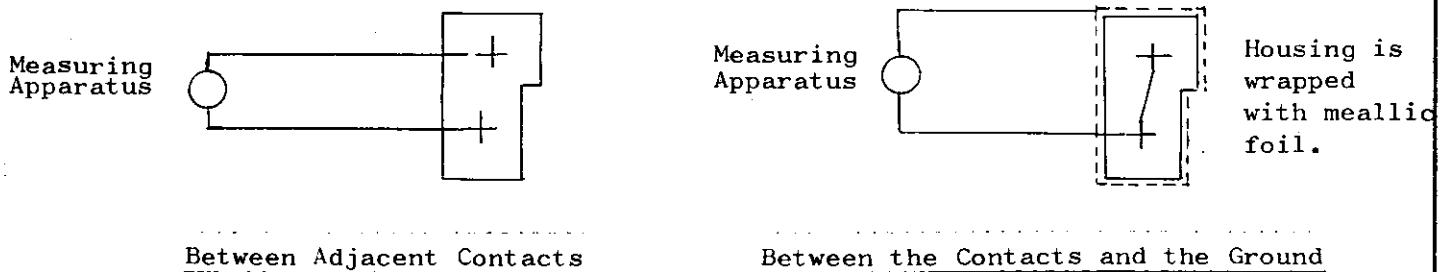 Measuring
Apparatus
Between Adjacent Contacts
Measuring
Apparatus
Housing is
wrapped
with meallic
foil.
Between the Contacts and the Ground